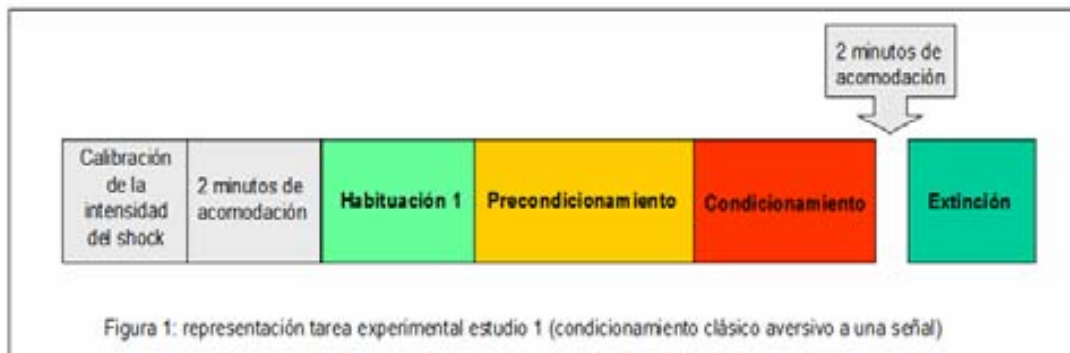 2 minutos de
acomodación
Calibración
de la
intensidad
del shock
2 minutos de
acomodación
Habituación 1
Precondicionamiento
Condicionamiento
Extinción
Figura 1: representación tarea experimental estudio 1 (condicionamiento clásico aversivo a una señal)